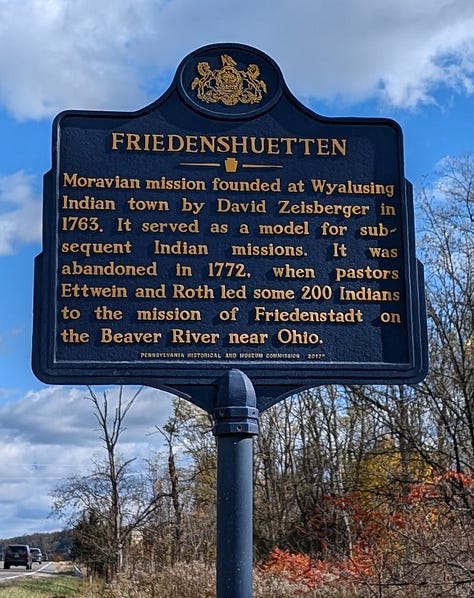 FRIEDENSHUETTEN
Moravian mission founded at Wyalusing
Indian town by David Zeisberger in
1763. It served as a model for sub-
sequent Indian missions. It was
abandoned in 1772, when pastors
Ettwein and Roth led some 200 Indians
to the mission of Friedenstadt on
the Beaver River near Ohio.
PENNSYLVANIA HISTORICAL AND MUSEUM COMMISSION